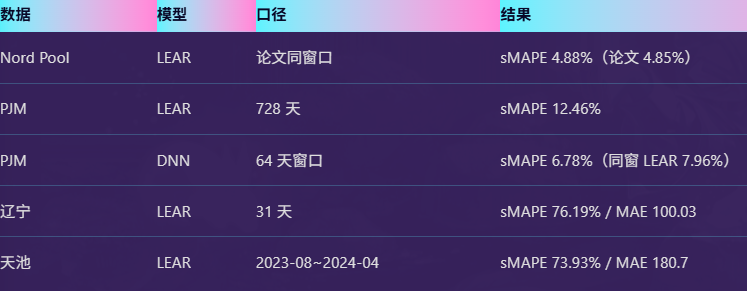 数据 模型 口径 结果
Nord Pool LEAR 论文同窗口 sMAPE 4.88%（论文 4.85%）
PJM LEAR 728 天 sMAPE 12.46%
PJM DNN 64 天窗口 sMAPE 6.78%（同窗 LEAR 7.96%）
辽宁 LEAR 31 天 sMAPE 76.19% / MAE 100.03
天池 LEAR 2023-08~2024-04 sMAPE 73.93% / MAE 180.7